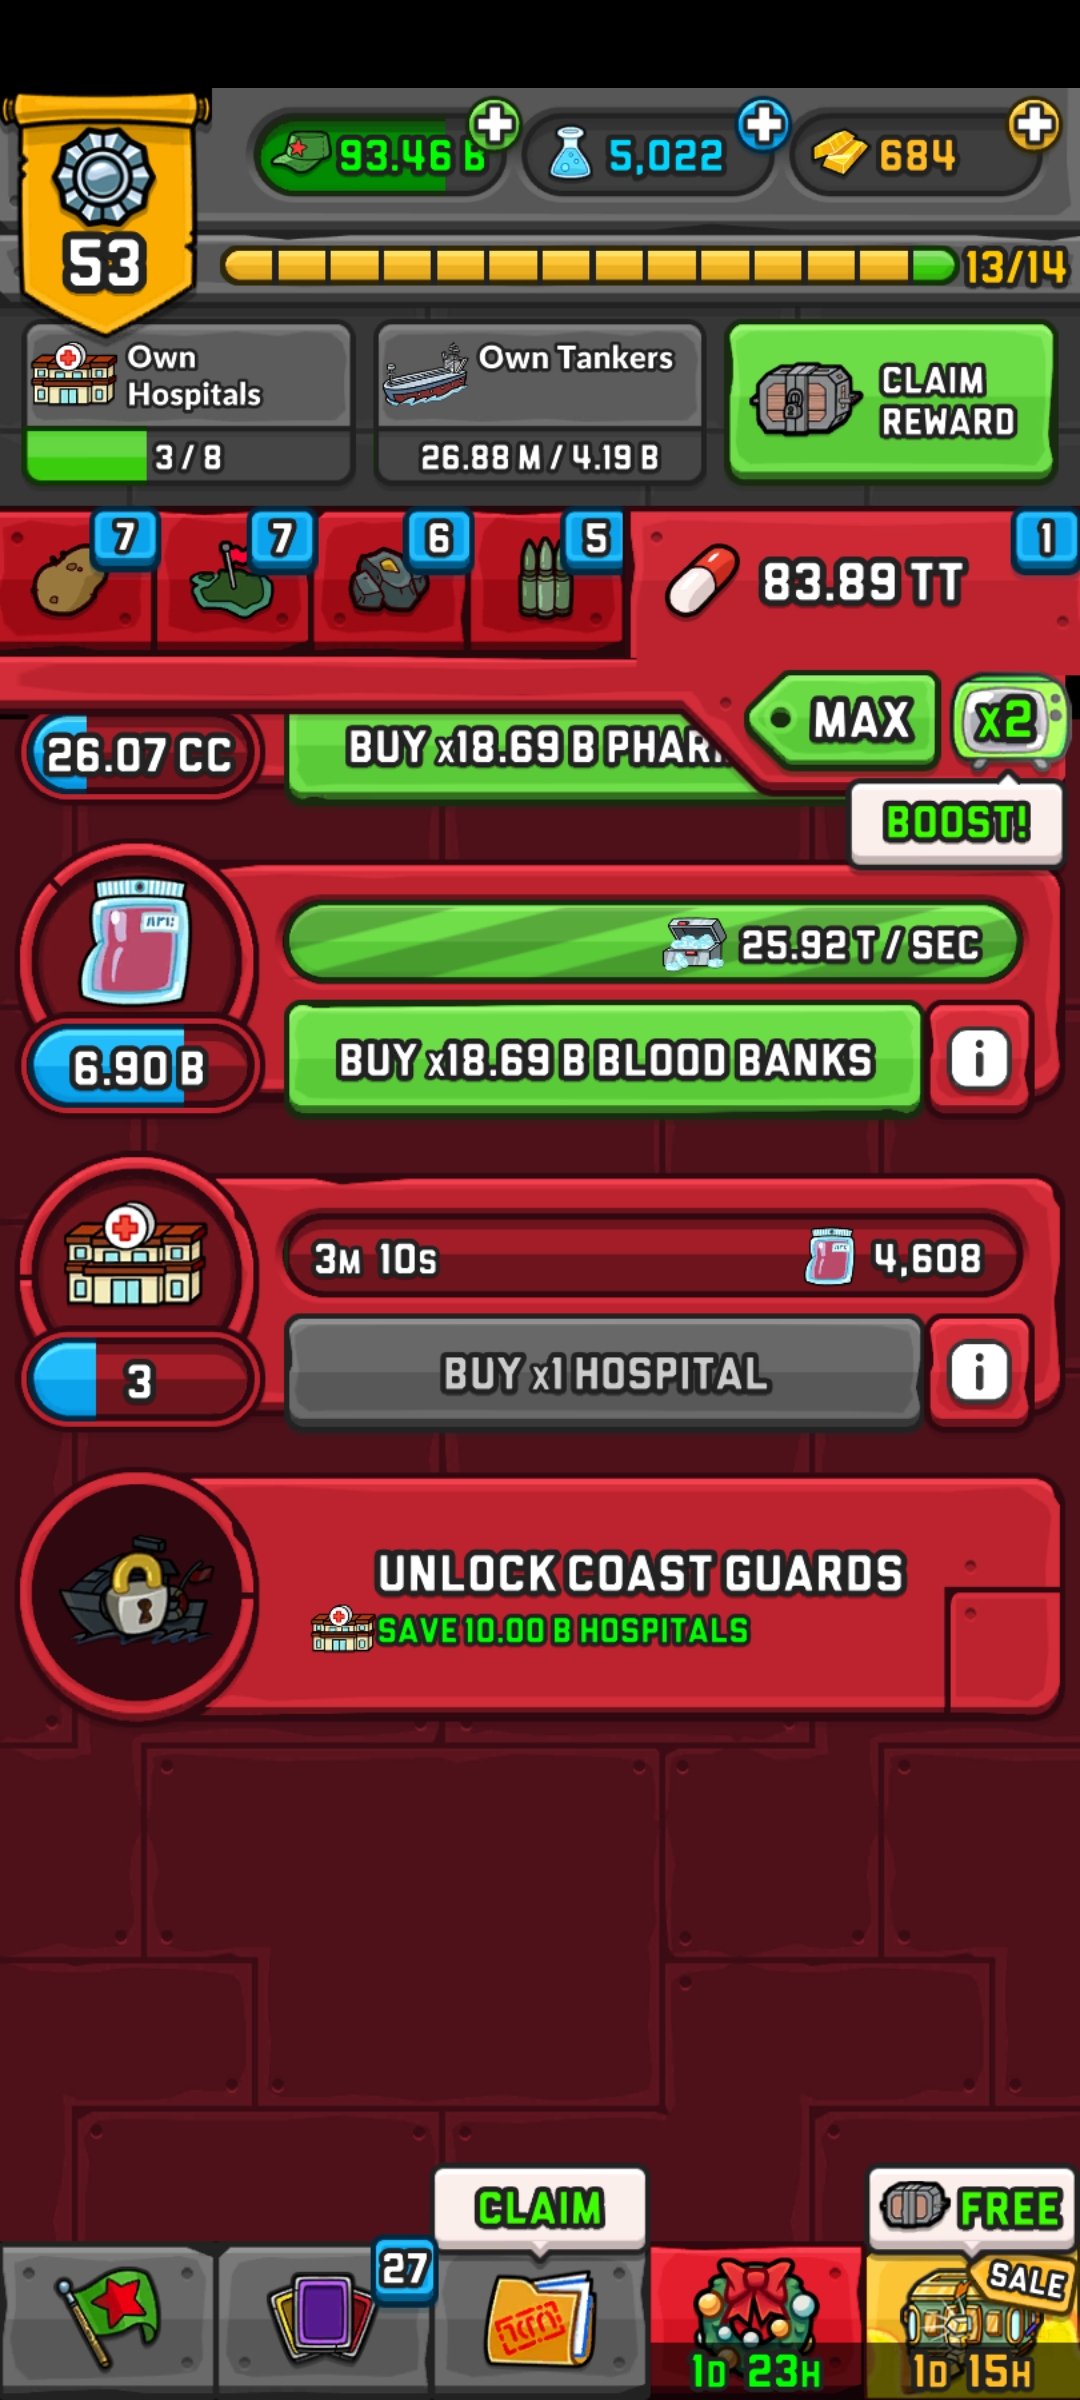 93.46 B
5,022
684
53
13/14
Own
Hospitals
3 / 8
Own Tankers
26.88 M / 4.19 B
CLAIM
REWARD
7
7
6
5
1
83.89 TT
MAX
x2
BOOST!
26.07 CC
BUY x18.69 B PHAR
25.92 T / SEC
6.90 B
BUY x18.69 B BLOOD BANKS
i
3M 10S
4,608
3
BUY x1 HOSPITAL
i
UNLOCK COAST GUARDS
SAVE 10.00 B HOSPITALS
CLAIM
FREE
27
SALE
1D 23H
1D 15H